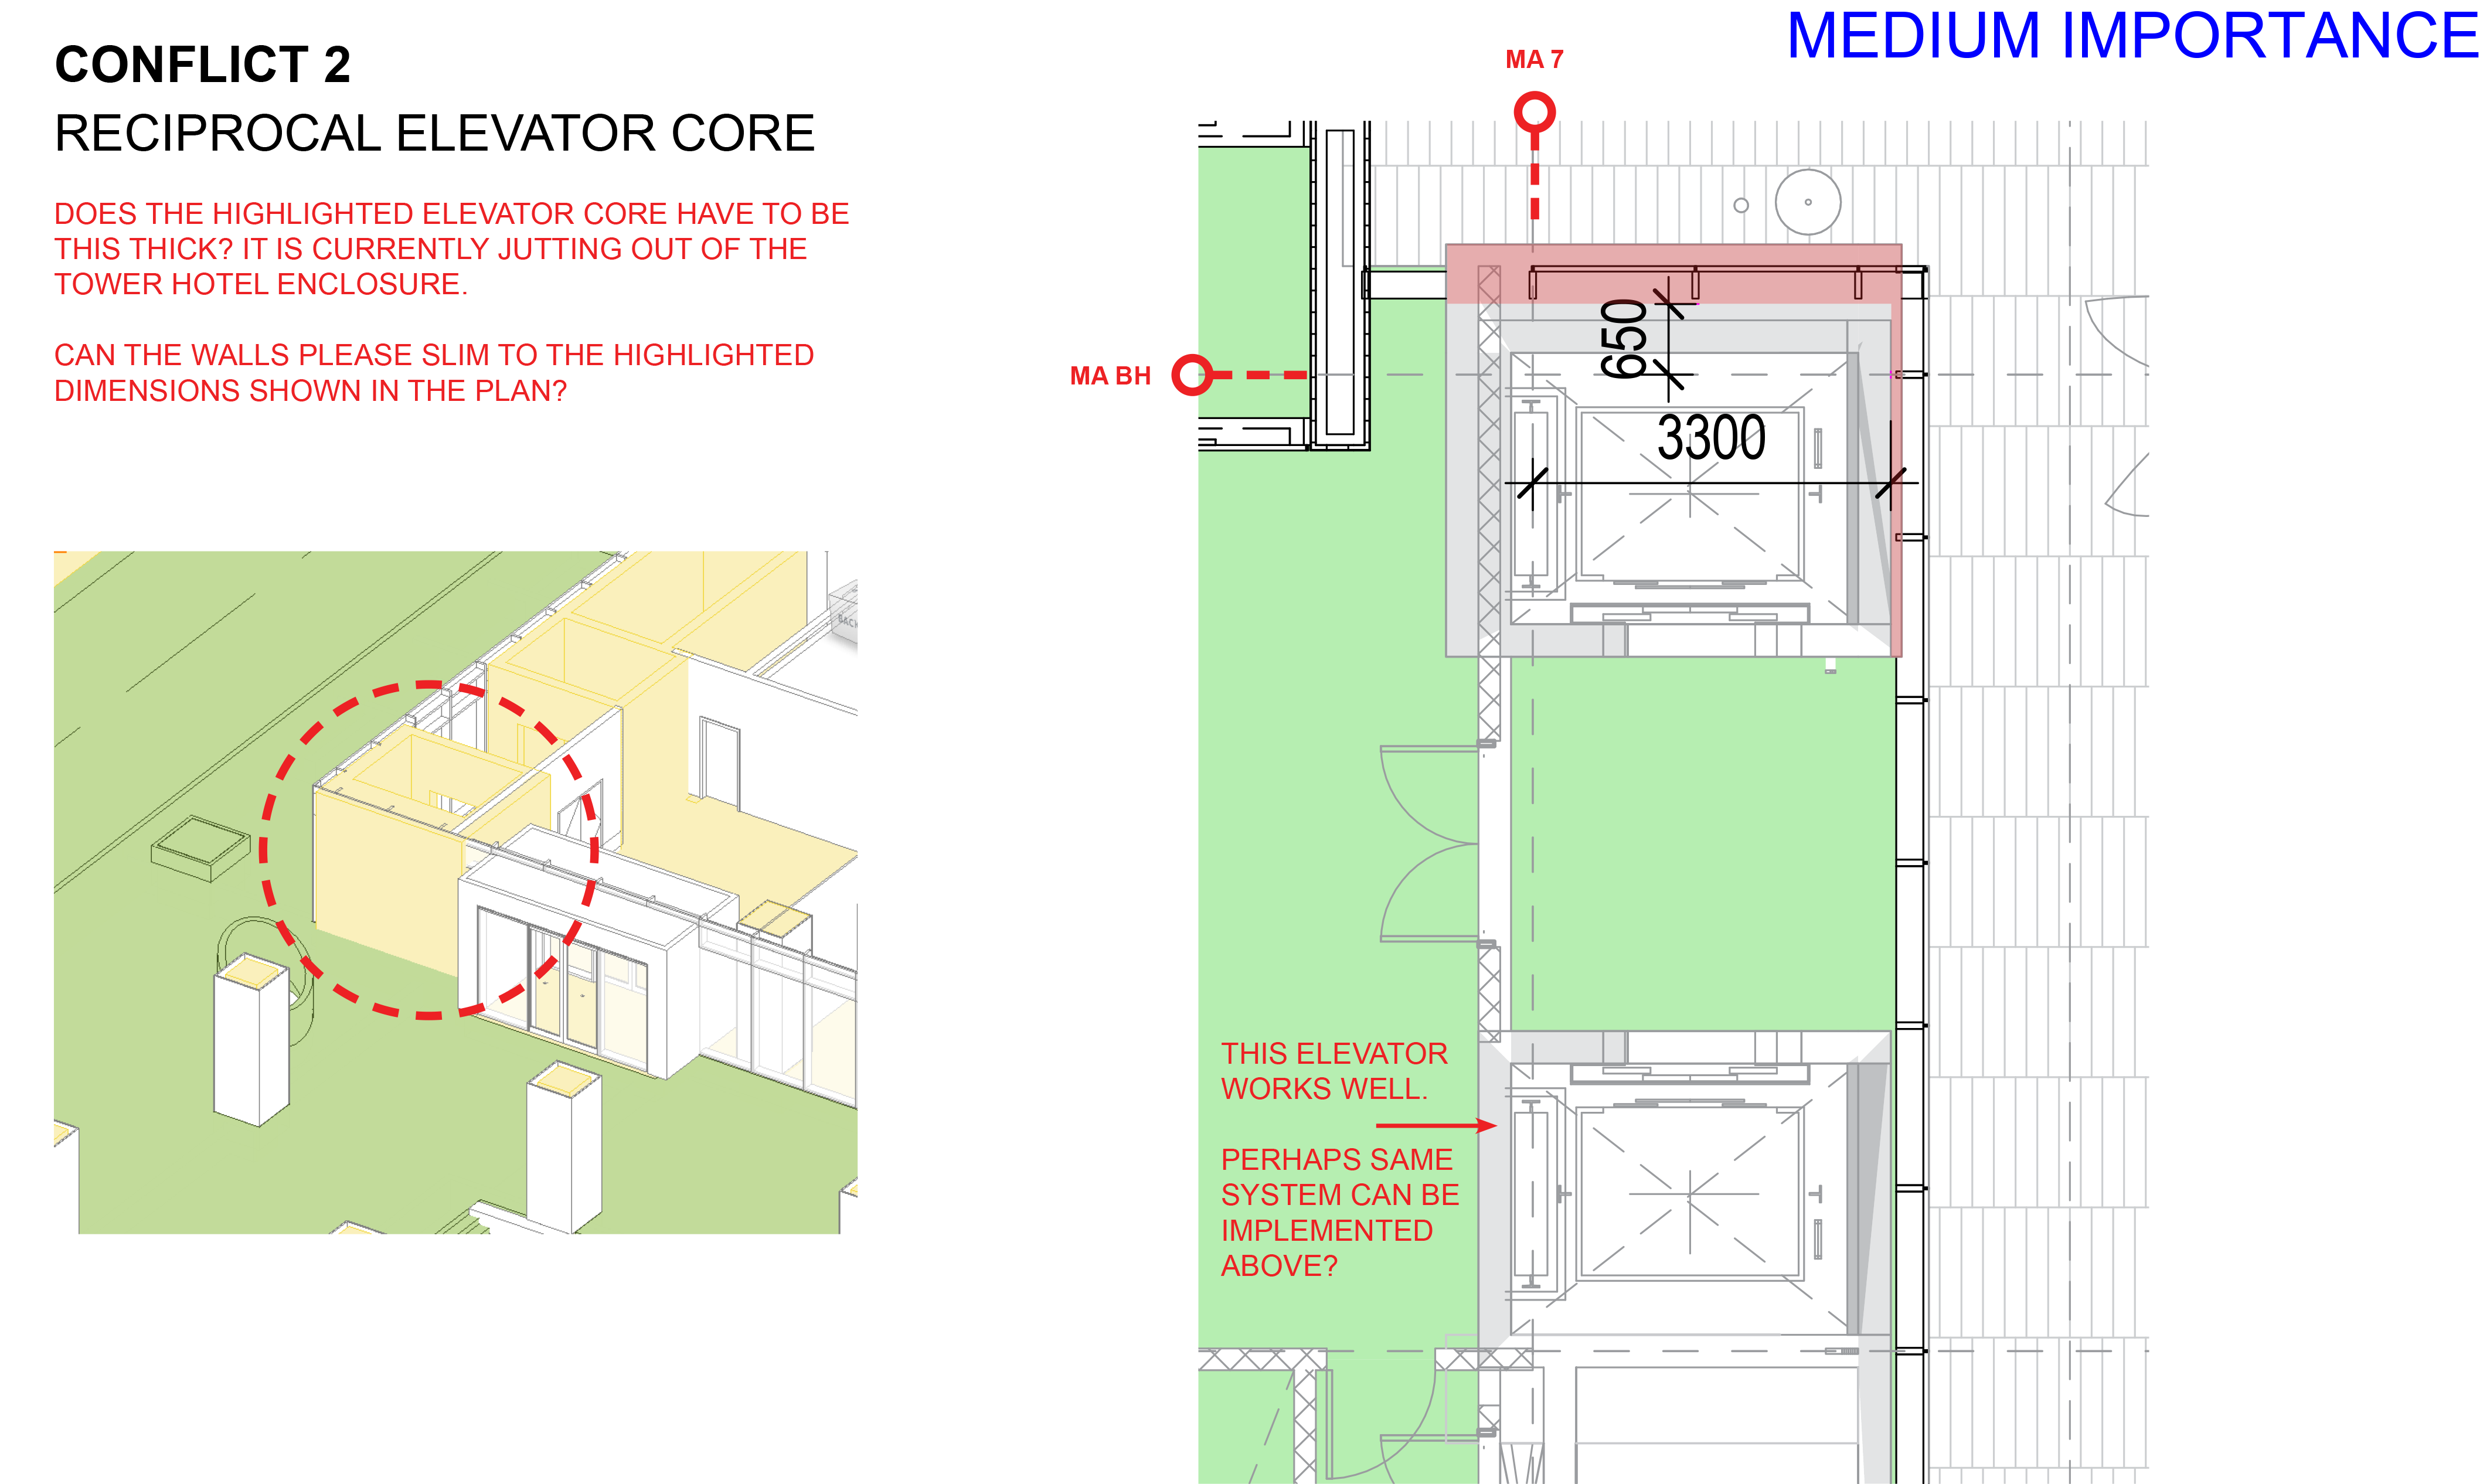 MEDIUM IMPORTANCE
CONFLICT 2
RECIPROCAL ELEVATOR CORE
DOES THE HIGHLIGHTED ELEVATOR CORE HAVE TO BE
THIS THICK? IT IS CURRENTLY JUTTING OUT OF THE
TOWER HOTEL ENCLOSURE.
CAN THE WALLS PLEASE SLIM TO THE HIGHLIGHTED
DIMENSIONS SHOWN IN THE PLAN?
MA 7
MA BH
650
3300
THIS ELEVATOR
WORKS WELL.
PERHAPS SAME
SYSTEM CAN BE
IMPLEMENTED
ABOVE?
BACK